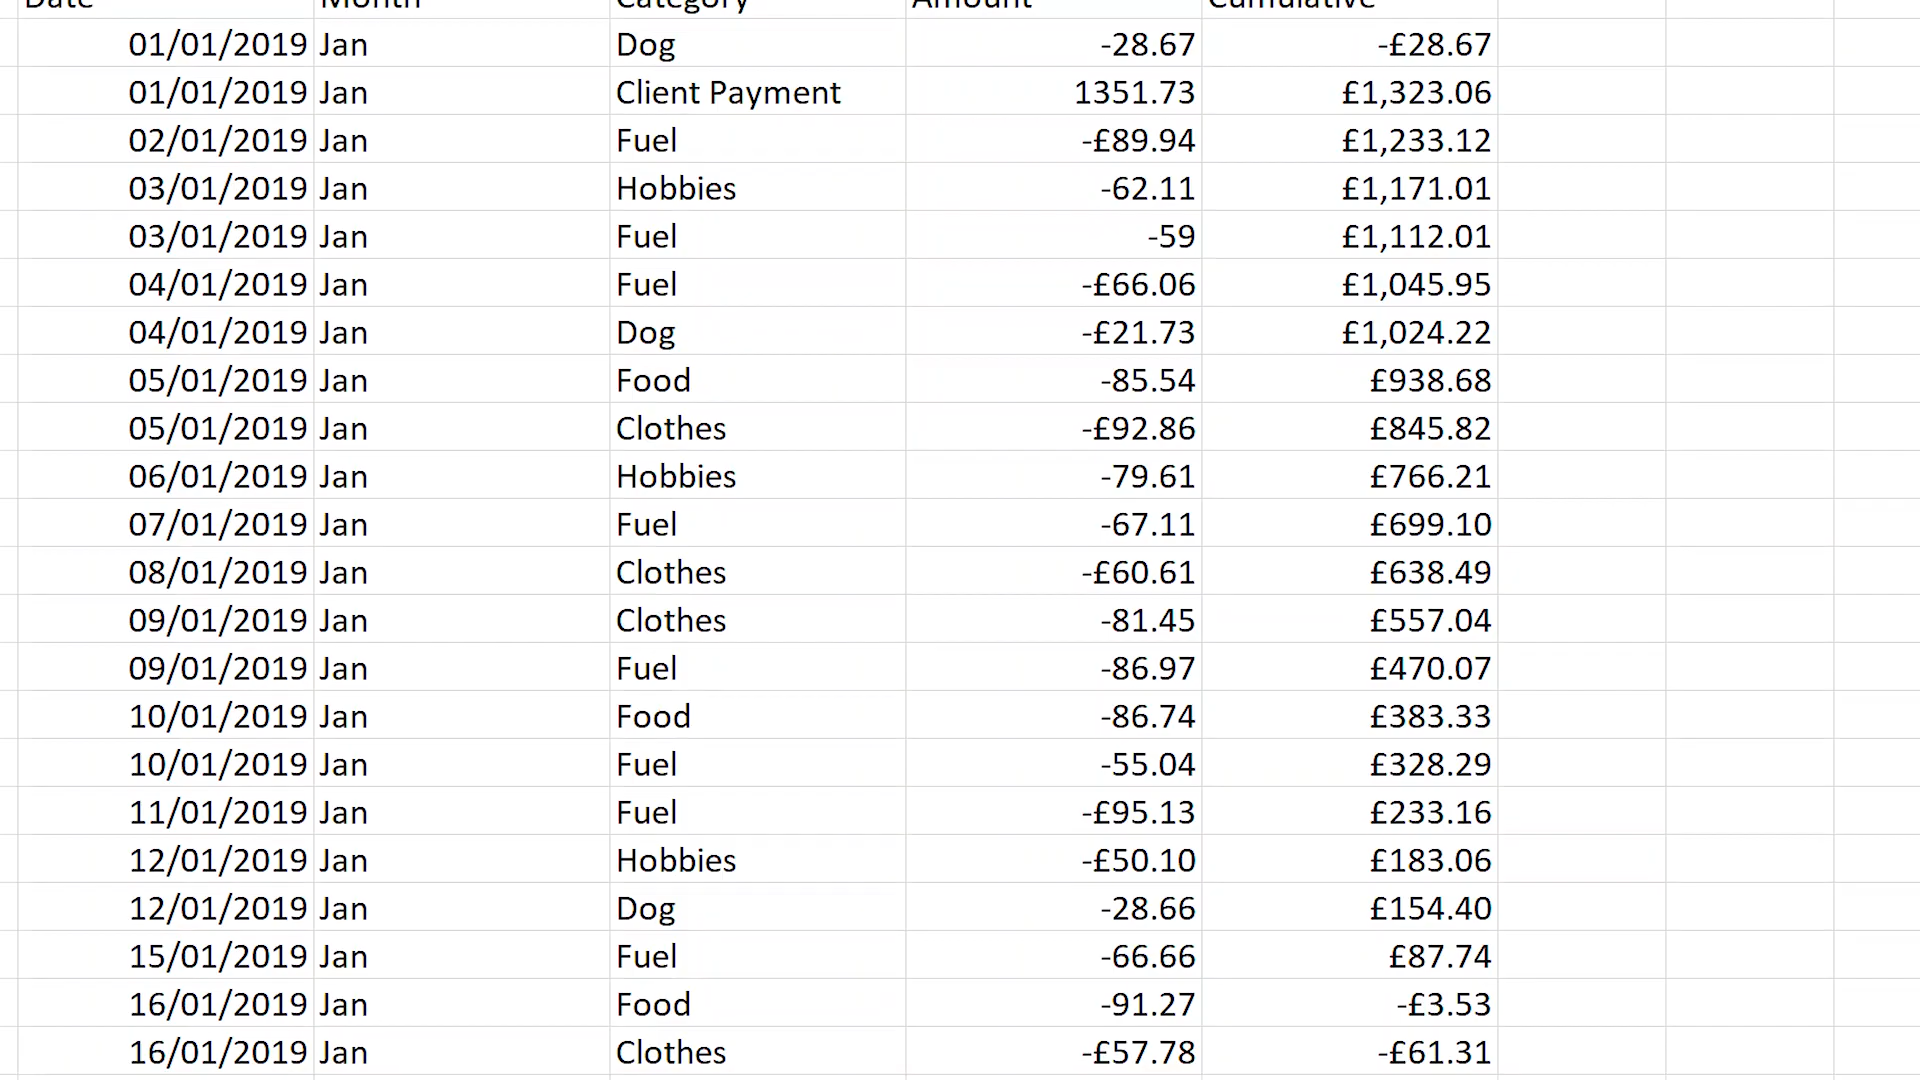 Date Month Category Amount Cumulative
01/01/2019 Jan Dog -28.67 -£28.67
01/01/2019 Jan Client Payment 1351.73 £1,323.06
02/01/2019 Jan Fuel -£89.94 £1,233.12
03/01/2019 Jan Hobbies -62.11 £1,171.01
03/01/2019 Jan Fuel -59 £1,112.01
04/01/2019 Jan Fuel -£66.06 £1,045.95
04/01/2019 Jan Dog -£21.73 £1,024.22
05/01/2019 Jan Food -85.54 £938.68
05/01/2019 Jan Clothes -£92.86 £845.82
06/01/2019 Jan Hobbies -79.61 £766.21
07/01/2019 Jan Fuel -67.11 £699.10
08/01/2019 Jan Clothes -£60.61 £638.49
09/01/2019 Jan Clothes -81.45 £557.04
09/01/2019 Jan Fuel -86.97 £470.07
10/01/2019 Jan Food -86.74 £383.33
10/01/2019 Jan Fuel -55.04 £328.29
11/01/2019 Jan Fuel -£95.13 £233.16
12/01/2019 Jan Hobbies -£50.10 £183.06
12/01/2019 Jan Dog -28.66 £154.40
15/01/2019 Jan Fuel -66.66 £87.74
16/01/2019 Jan Food -91.27 -£3.53
16/01/2019 Jan Clothes -£57.78 -£61.31